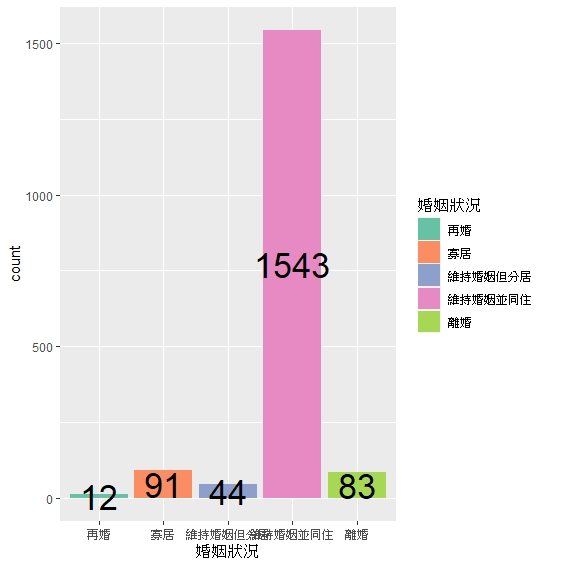 1500
1000
500
0
count
1543
12
91
44
83
再婚
寡居
維持婚姻但分居
維持婚姻並同住
離婚
婚姻狀況
婚姻狀況
再婚
寡居
維持婚姻但分居
維持婚姻並同住
離婚